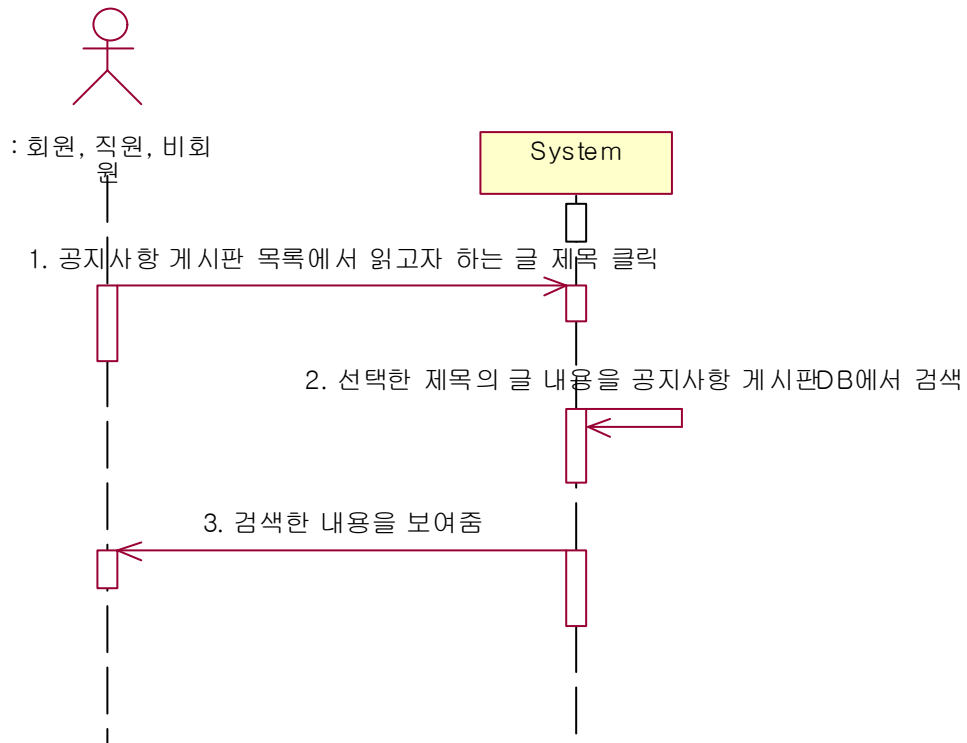 : 회원, 직원, 비회
원
System
1. 공지사항 게시판 목록에서 읽고자 하는 글 제목 클릭
2. 선택한 제목의 글 내용을 공지사항 게시판DB에서 검색
3. 검색한 내용을 보여줌